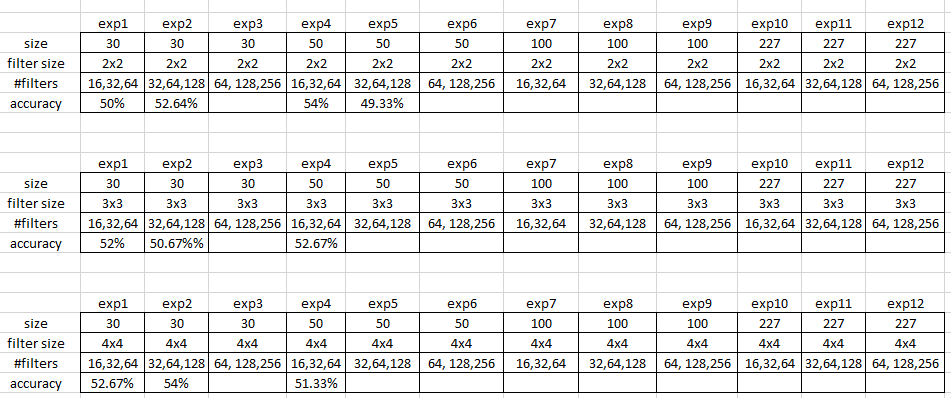 exp1 exp2 exp3 exp4 exp5 exp6 exp7 exp8 exp9 exp10 exp11 exp12
size 30 30 30 50 50 50 100 100 100 227 227 227
filter size 2x2 2x2 2x2 2x2 2x2 2x2 2x2 2x2 2x2 2x2 2x2 2x2
#filters 16,32,64 32,64,128 64, 128,256 16,32,64 32,64,128 64, 128,256 16,32,64 32,64,128 64, 128,256 16,32,64 32,64,128 64, 128,256
accuracy 50% 52.64% 54% 49.33%
exp1 exp2 exp3 exp4 exp5 exp6 exp7 exp8 exp9 exp10 exp11 exp12
size 30 30 30 50 50 50 100 100 100 227 227 227
filter size 3x3 3x3 3x3 3x3 3x3 3x3 3x3 3x3 3x3 3x3 3x3 3x3
#filters 16,32,64 32,64,128 64, 128,256 16,32,64 32,64,128 64, 128,256 16,32,64 32,64,128 64, 128,256 16,32,64 32,64,128 64, 128,256
accuracy 52% 50.67%% 52.67%
exp1 exp2 exp3 exp4 exp5 exp6 exp7 exp8 exp9 exp10 exp11 exp12
size 30 30 30 50 50 50 100 100 100 227 227 227
filter size 4x4 4x4 4x4 4x4 4x4 4x4 4x4 4x4 4x4 4x4 4x4 4x4
#filters 16,32,64 32,64,128 64, 128,256 16,32,64 32,64,128 64, 128,256 16,32,64 32,64,128 64, 128,256 16,32,64 32,64,128 64, 128,256
accuracy 52.67% 54% 51.33%